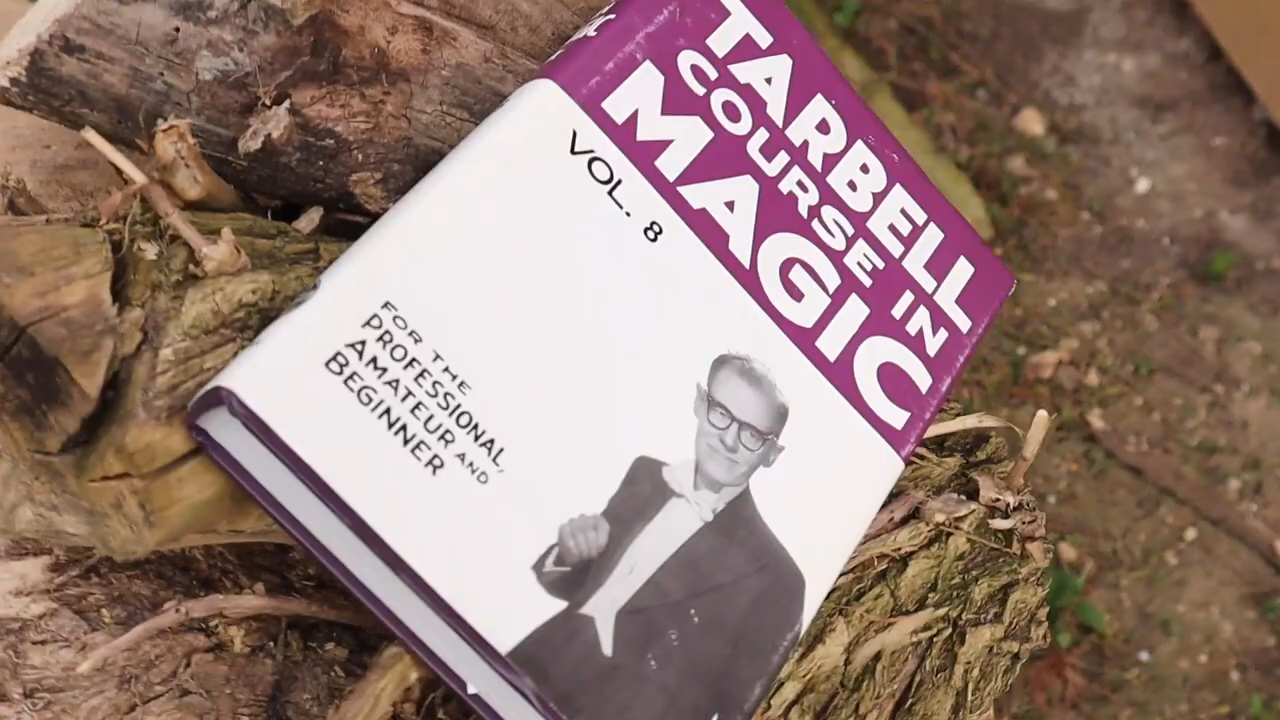 TARBELL
COURSE IN
MAGIC
VOL. 8
FOR THE
PROFESSIONAL,
AMATEUR AND
BEGINNER